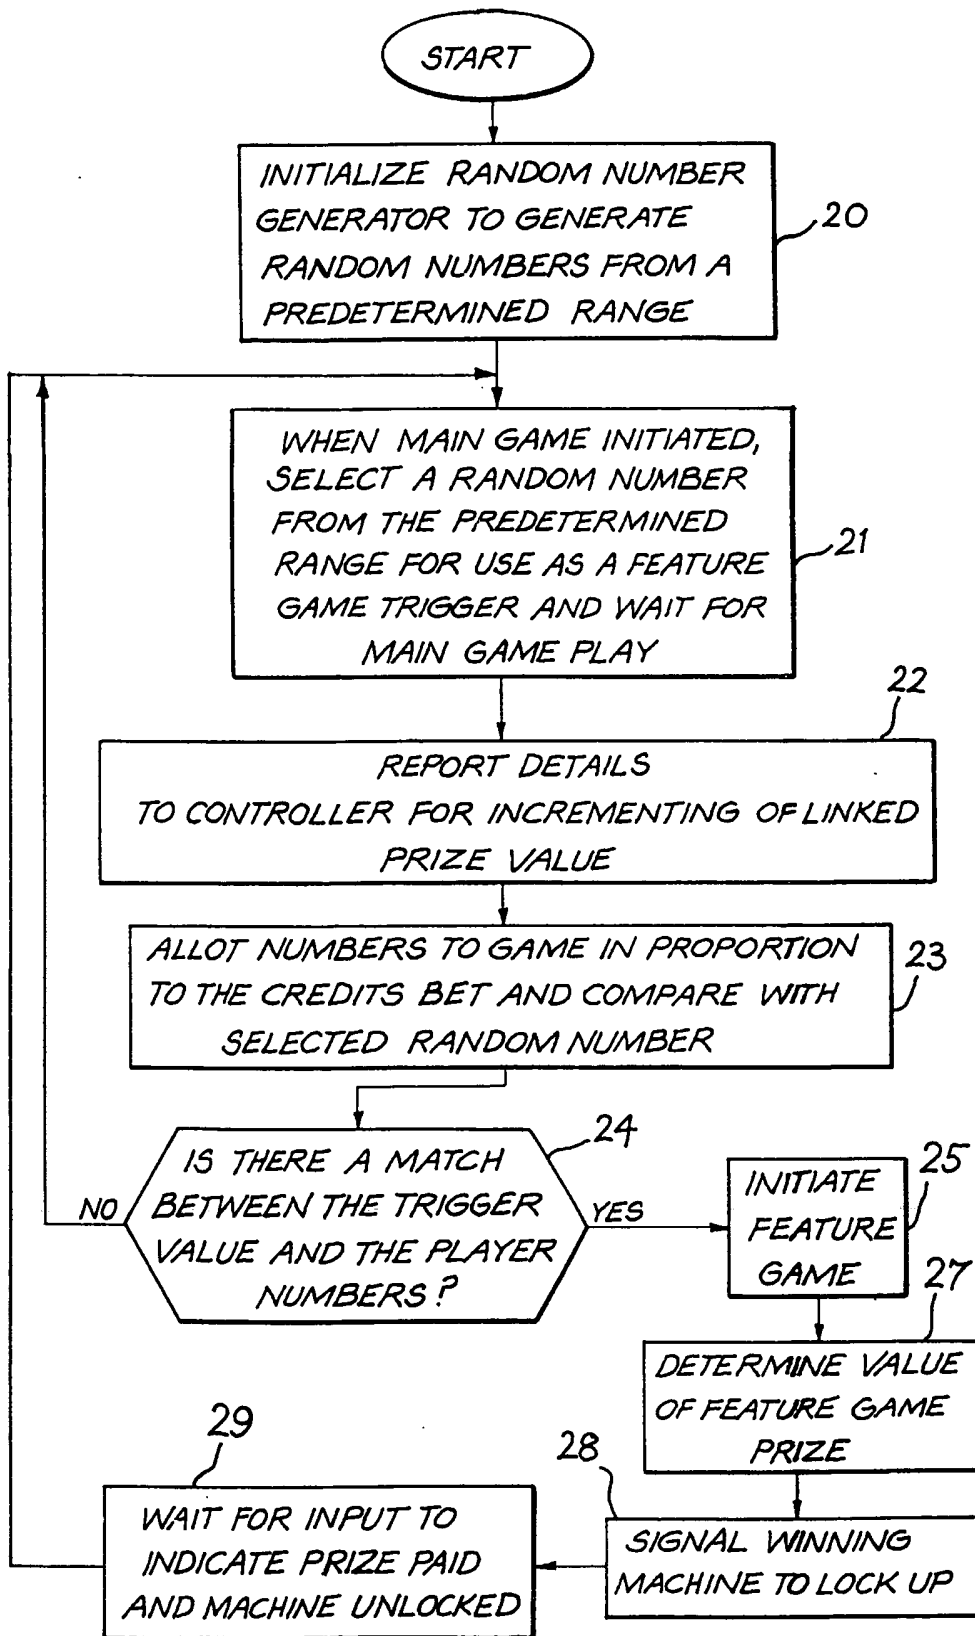 START
INITIALIZE RANDOM NUMBER
GENERATOR TO GENERATE
RANDOM NUMBERS FROM A
PREDETERMINED RANGE
20
WHEN MAIN GAME INITIATED,
SELECT A RANDOM NUMBER
FROM THE PREDETERMINED
RANGE FOR USE AS A FEATURE
GAME TRIGGER AND WAIT FOR
MAIN GAME PLAY
21
22
REPORT DETAILS
TO CONTROLLER FOR INCREMENTING OF LINKED
PRIZE VALUE
ALLOT NUMBERS TO GAME IN PROPORTION
TO THE CREDITS BET AND COMPARE WITH
SELECTED RANDOM NUMBER
23
24
IS THERE A MATCH
BETWEEN THE TRIGGER
VALUE AND THE PLAYER
NUMBERS?
NO
YES
25
INITIATE
FEATURE
GAME
27
DETERMINE VALUE
OF FEATURE GAME
PRIZE
28
SIGNAL WINNING
MACHINE TO LOCK UP
29
WAIT FOR INPUT TO
INDICATE PRIZE PAID
AND MACHINE UNLOCKED